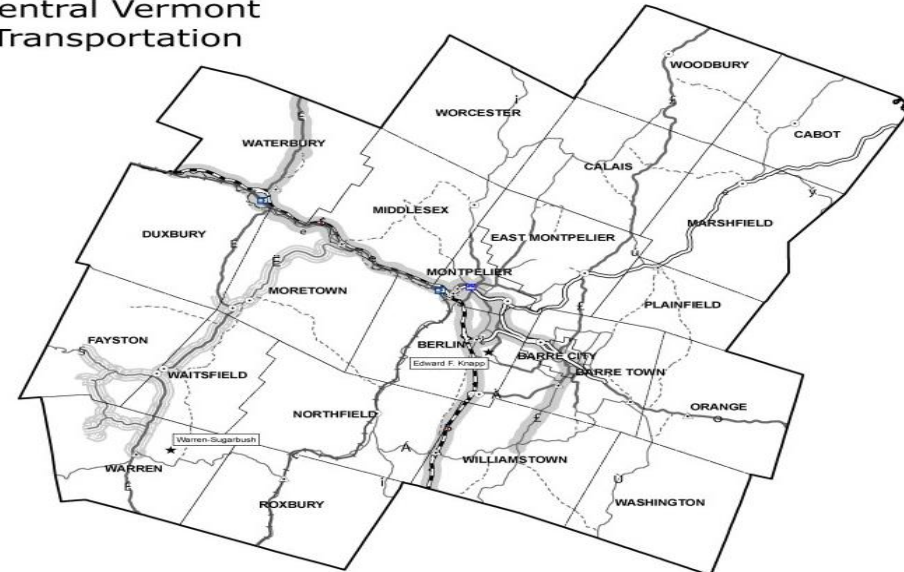 entral Vermont
Transportation
WOODBURY
WORCESTER
CABOT
WATERBURY
CALAIS
MIDDLESEX
MARSHFIELD
DUXBURY
EAST MONTPELIER
MONTPELIER
MORETOWN
PLAINFIELD
FAYSTON
BERLIN
BARRE CITY
Edward F. Knapp
WAITSFIELD
BARRE TOWN
ORANGE
NORTHFIELD
Warren-Sugarbush
WARREN
WILLIAMSTOWN
ROXBURY
WASHINGTON